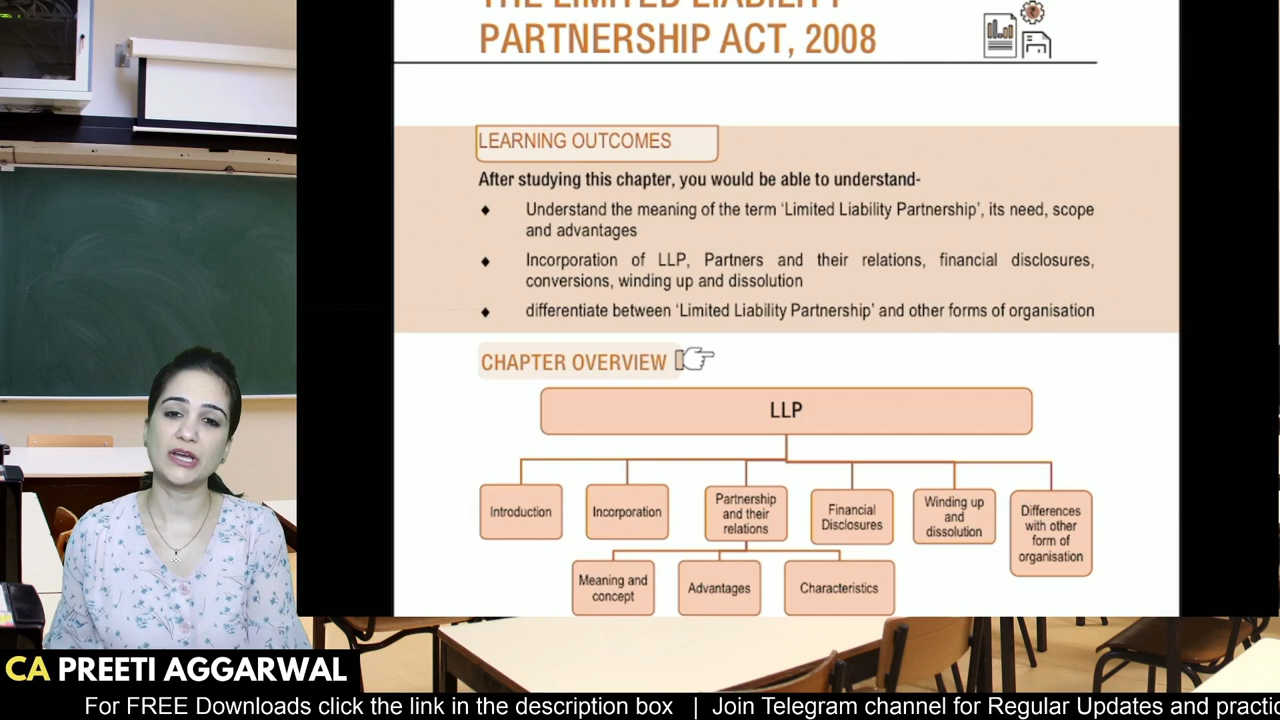 THE LIMITED LIABILITY
PARTNERSHIP ACT, 2008
LEARNING OUTCOMES
After studying this chapter, you would be able to understand-
♦ Understand the meaning of the term ‘Limited Liability Partnership’, its need, scope
and advantages
♦ Incorporation of LLP, Partners and their relations, financial disclosures,
conversions, winding up and dissolution
♦ differentiate between ‘Limited Liability Partnership’ and other forms of organisation
CHAPTER OVERVIEW
LLP
Introduction
Incorporation
Partnership
and their
relations
Financial
Disclosures
Winding up
and
dissolution
Differences
with other
form of
organisation
Meaning and
concept
Advantages
Characteristics
CA PREETI AGGARWAL
For FREE Downloads click the link in the description box | Join Telegram channel for Regular Updates and practic